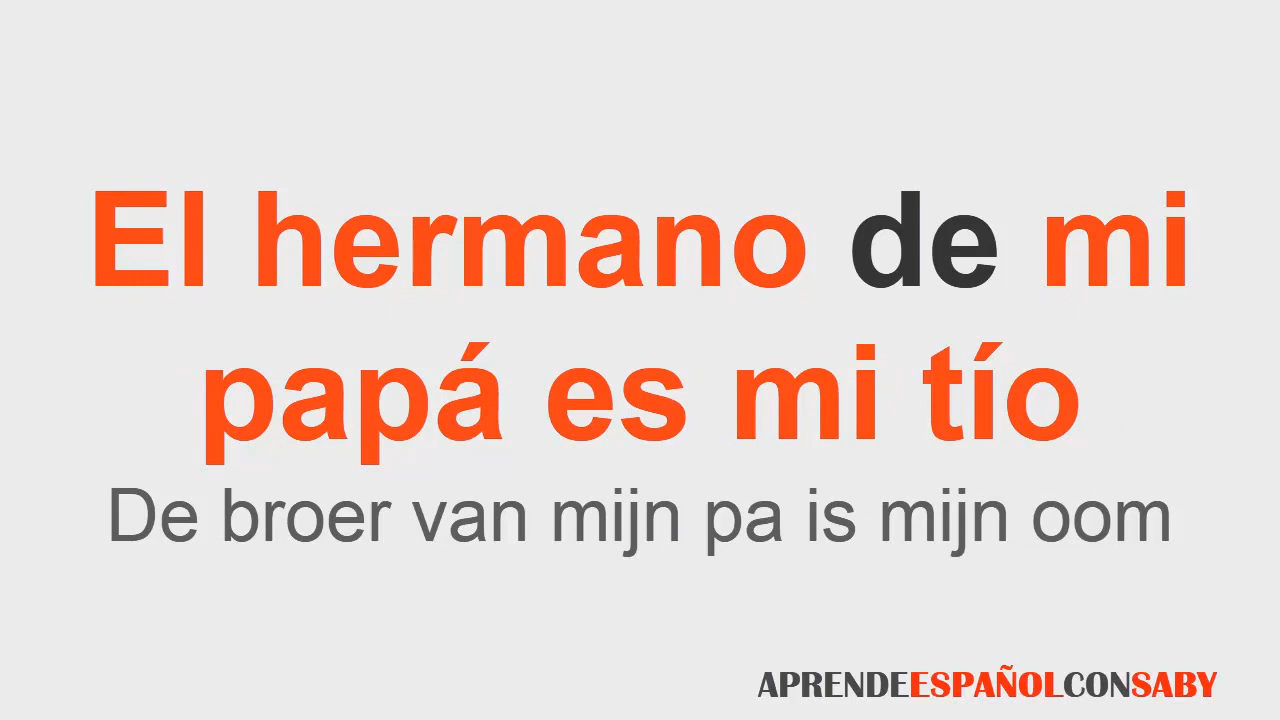 El hermano de mi
papá es mi tío
De broer van mijn pa is mijn oom
APRENDEESPAÑOLCONSABY